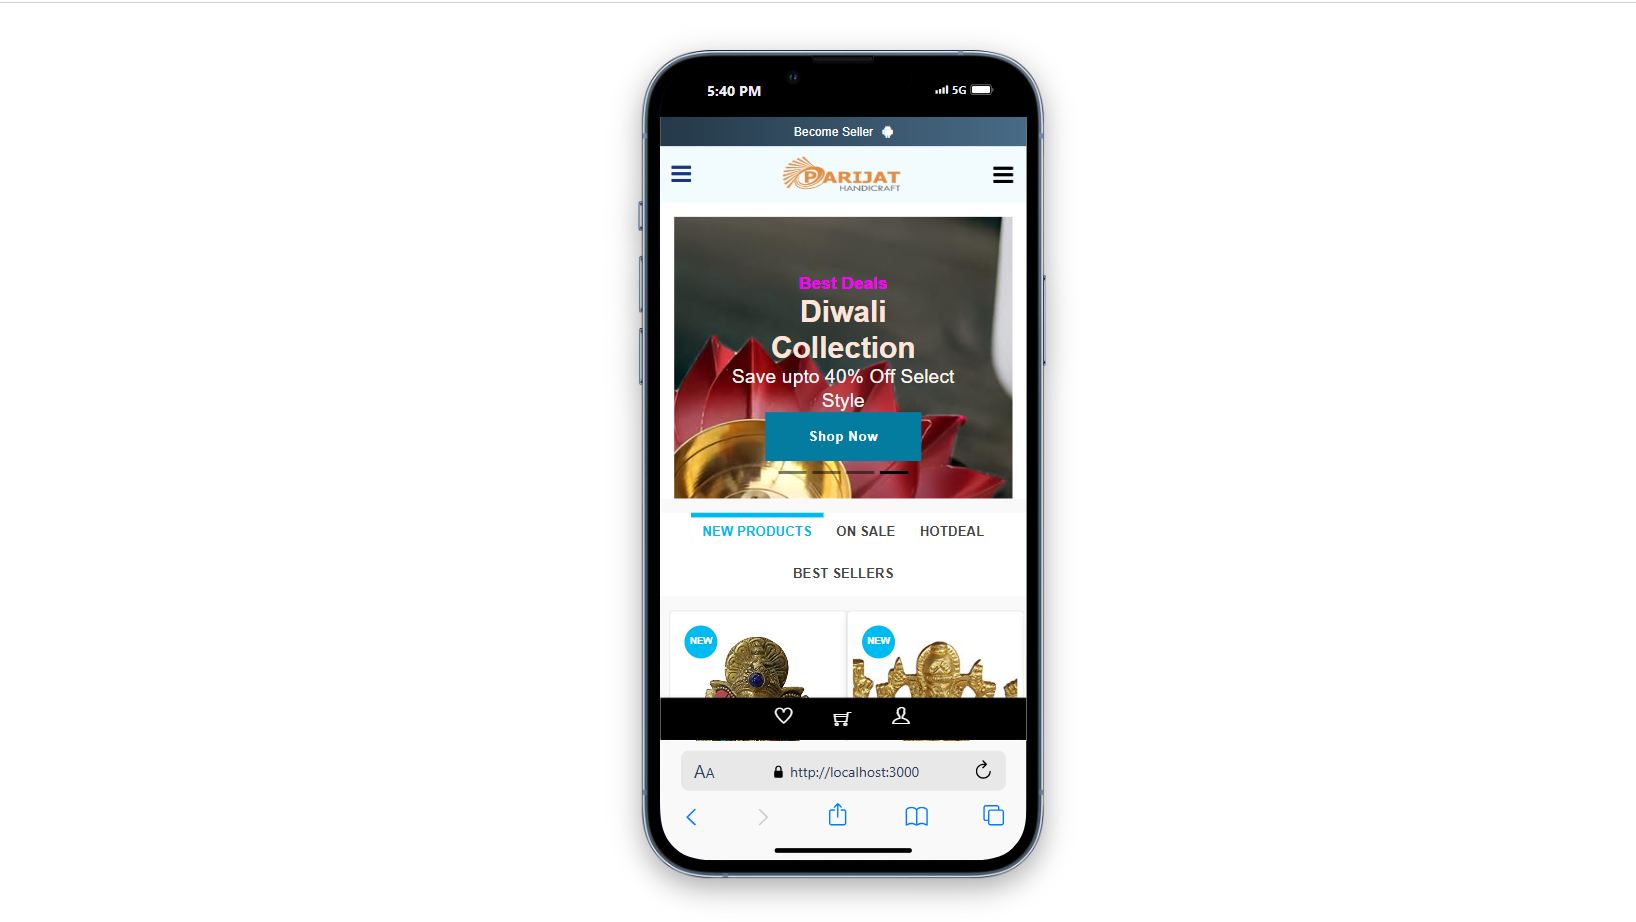 5:40 PM
5G
Become Seller
PARIJAT
HANDICRAFT
Best Deals
Diwali
Collection
Save upto 40% Off Select
Style
Shop Now
NEW PRODUCTS ON SALE HOTDEAL
BEST SELLERS
NEW NEW
AA http://localhost:3000